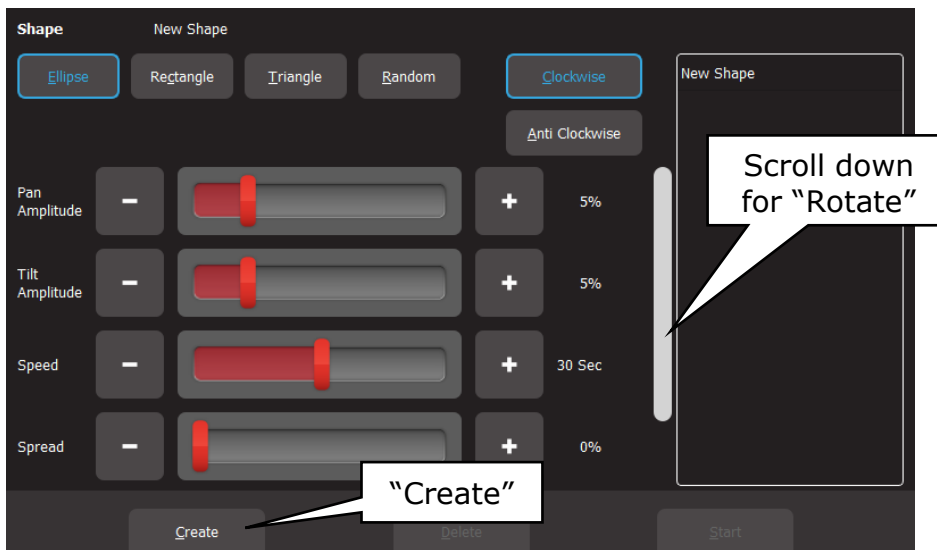 Shape New Shape
Ellipse Rectangle Triangle Random Clockwise New Shape
Anti Clockwise
Scroll down
for “Rotate”
Pan
Amplitude - + 5%
Tilt
Amplitude - + 5%
Speed - + 30 Sec
Spread - + 0%
“Create”
Create Delete Start